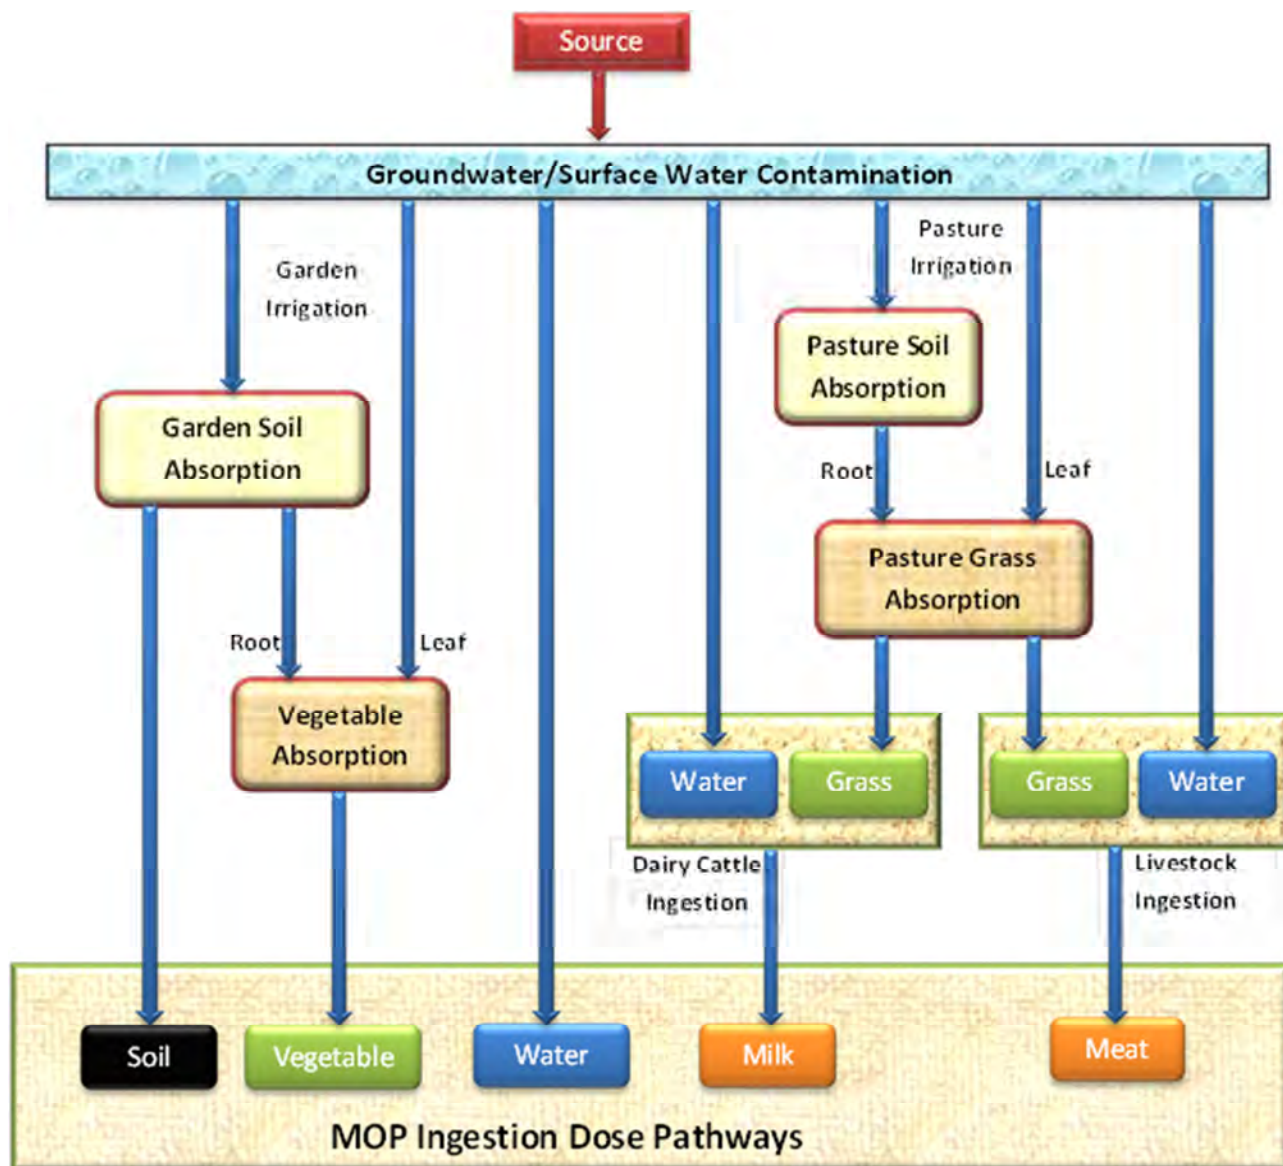 Source
Groundwater/Surface Water Contamination
Garden
Irrigation
Pasture
Irrigation
Pasture Soil
Absorption
Garden Soil
Absorption
Root
Leaf
Pasture Grass
Absorption
Root
Leaf
Vegetable
Absorption
Water
Grass
Grass
Water
Dairy Cattle
Ingestion
Livestock
Ingestion
Soil
Vegetable
Water
Milk
Meat
MOP Ingestion Dose Pathways